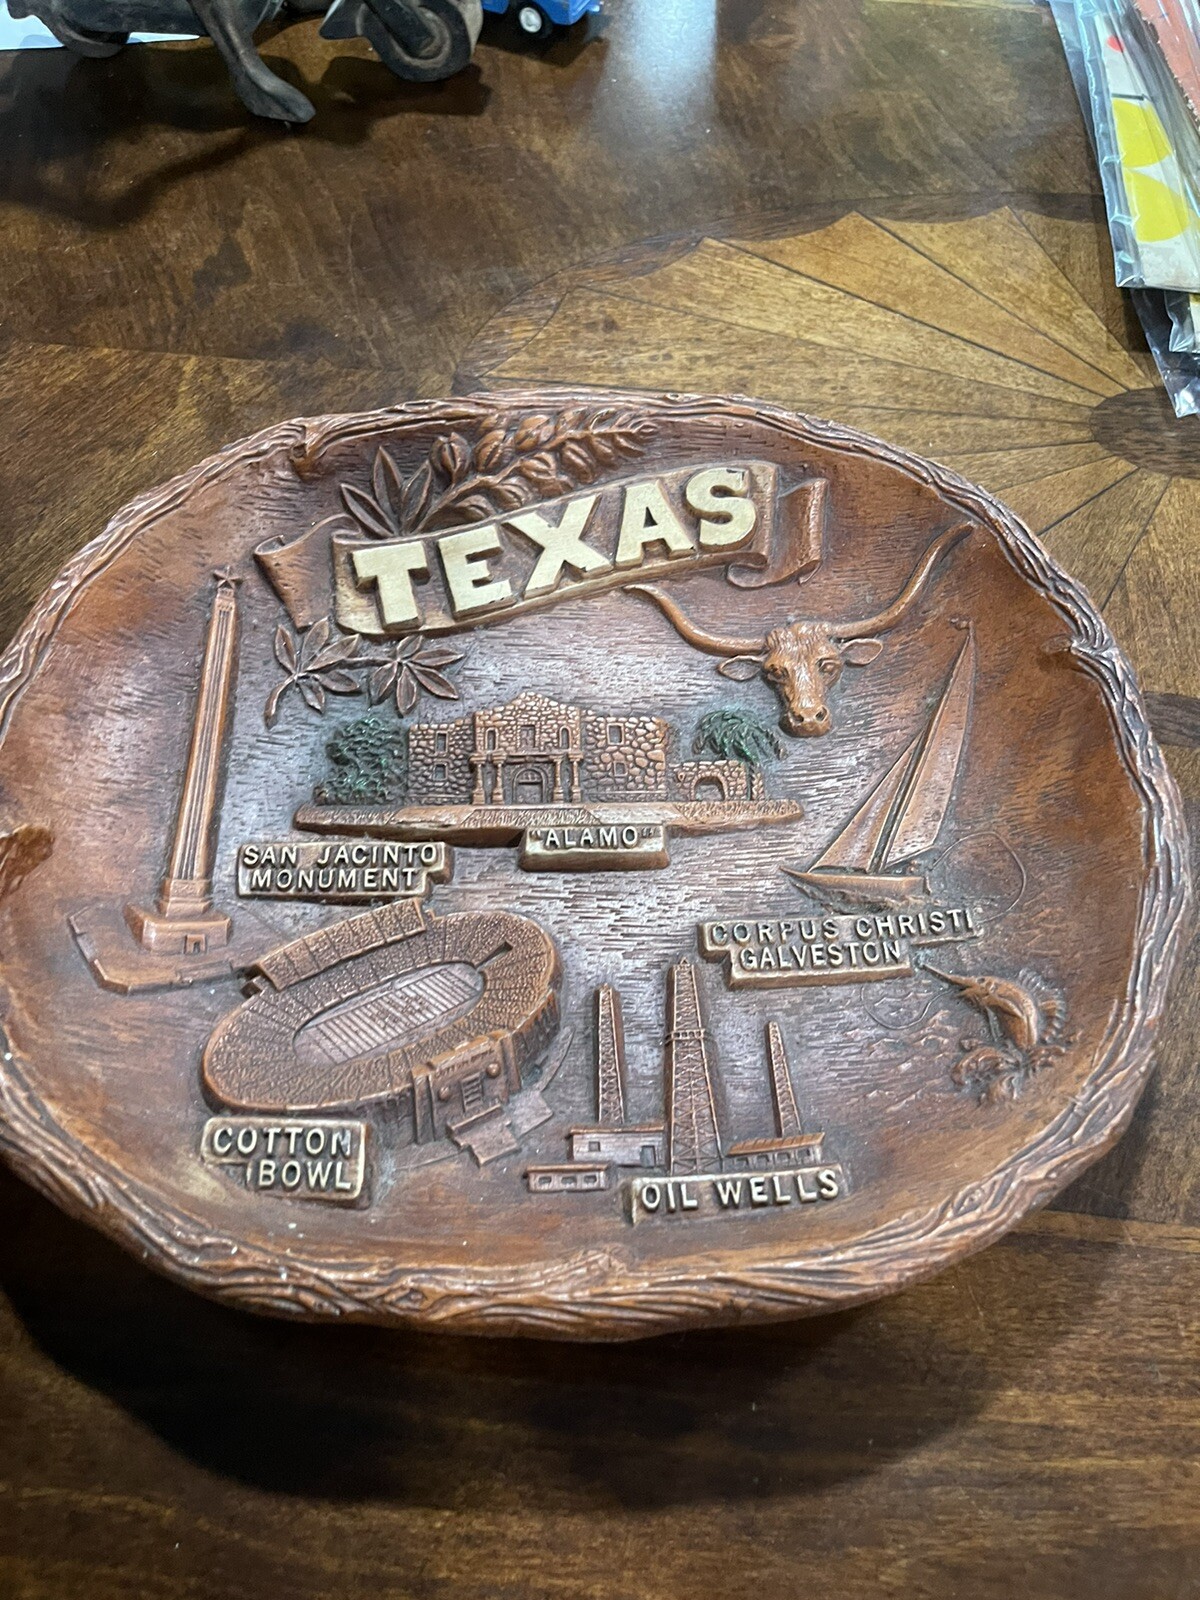 TEXAS
"ALAMO"
SAN JACINTO
MONUMENT
CORPUS CHRISTI
GALVESTON
COTTON
BOWL
OIL WELLS